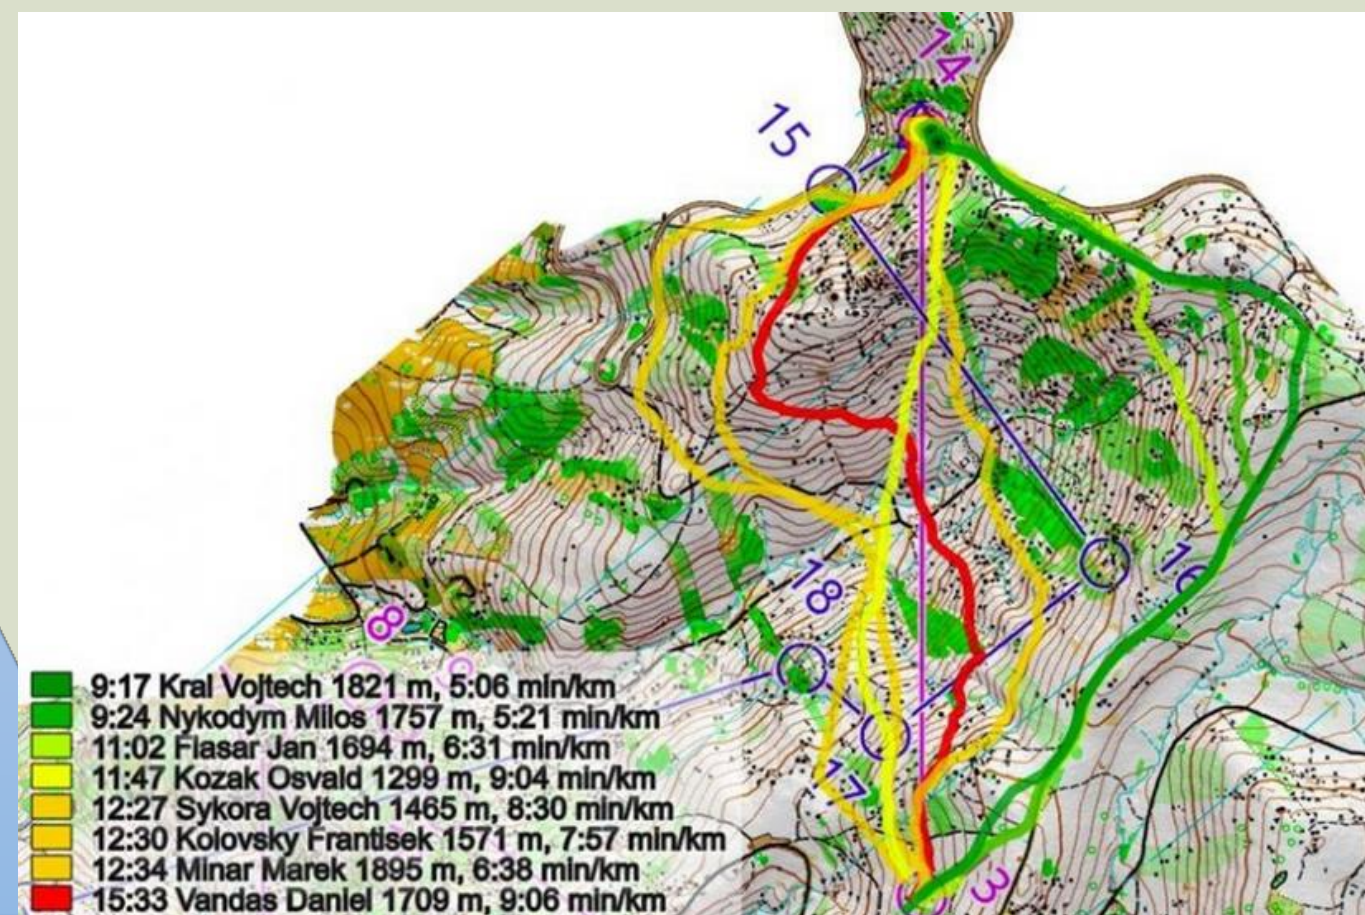 14
15
16
18
8
17
3
9:17 Kral Vojtech 1821 m, 5:06 min/km
9:24 Nykodym Milos 1757 m, 5:21 min/km
11:02 Flasar Jan 1694 m, 6:31 min/km
11:47 Kozak Osvald 1299 m, 9:04 min/km
12:27 Sykora Vojtech 1465 m, 8:30 min/km
12:30 Kolovsky Frantisek 1571 m, 7:57 min/km
12:34 Minar Marek 1895 m, 6:38 min/km
15:33 Vandas Daniel 1709 m, 9:06 min/km